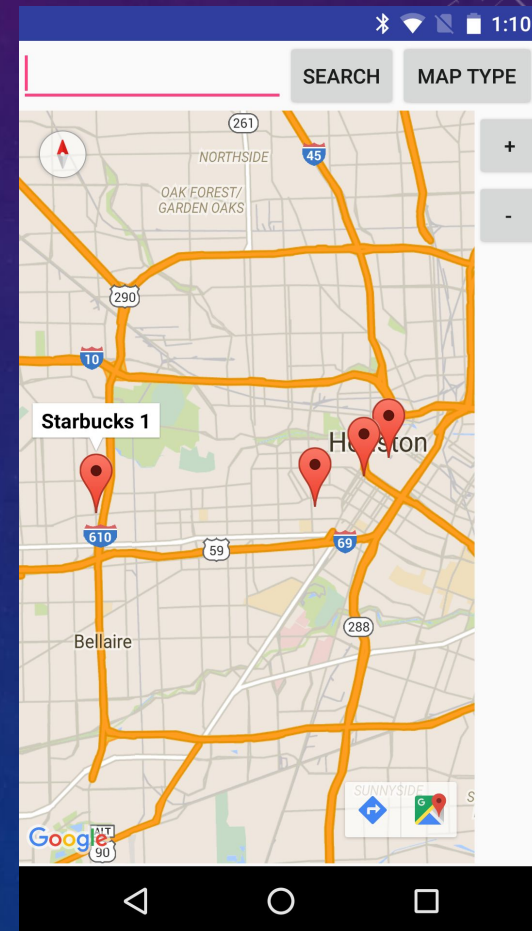 1:10
SEARCH
MAP TYPE
261
+
NORTHSIDE
45
OAK FOREST/
GARDEN OAKS
-
290
10
Starbucks 1
Houston
610
59
69
288
Bellaire
SUNNYSIDE
S
G
Google
ALT
90